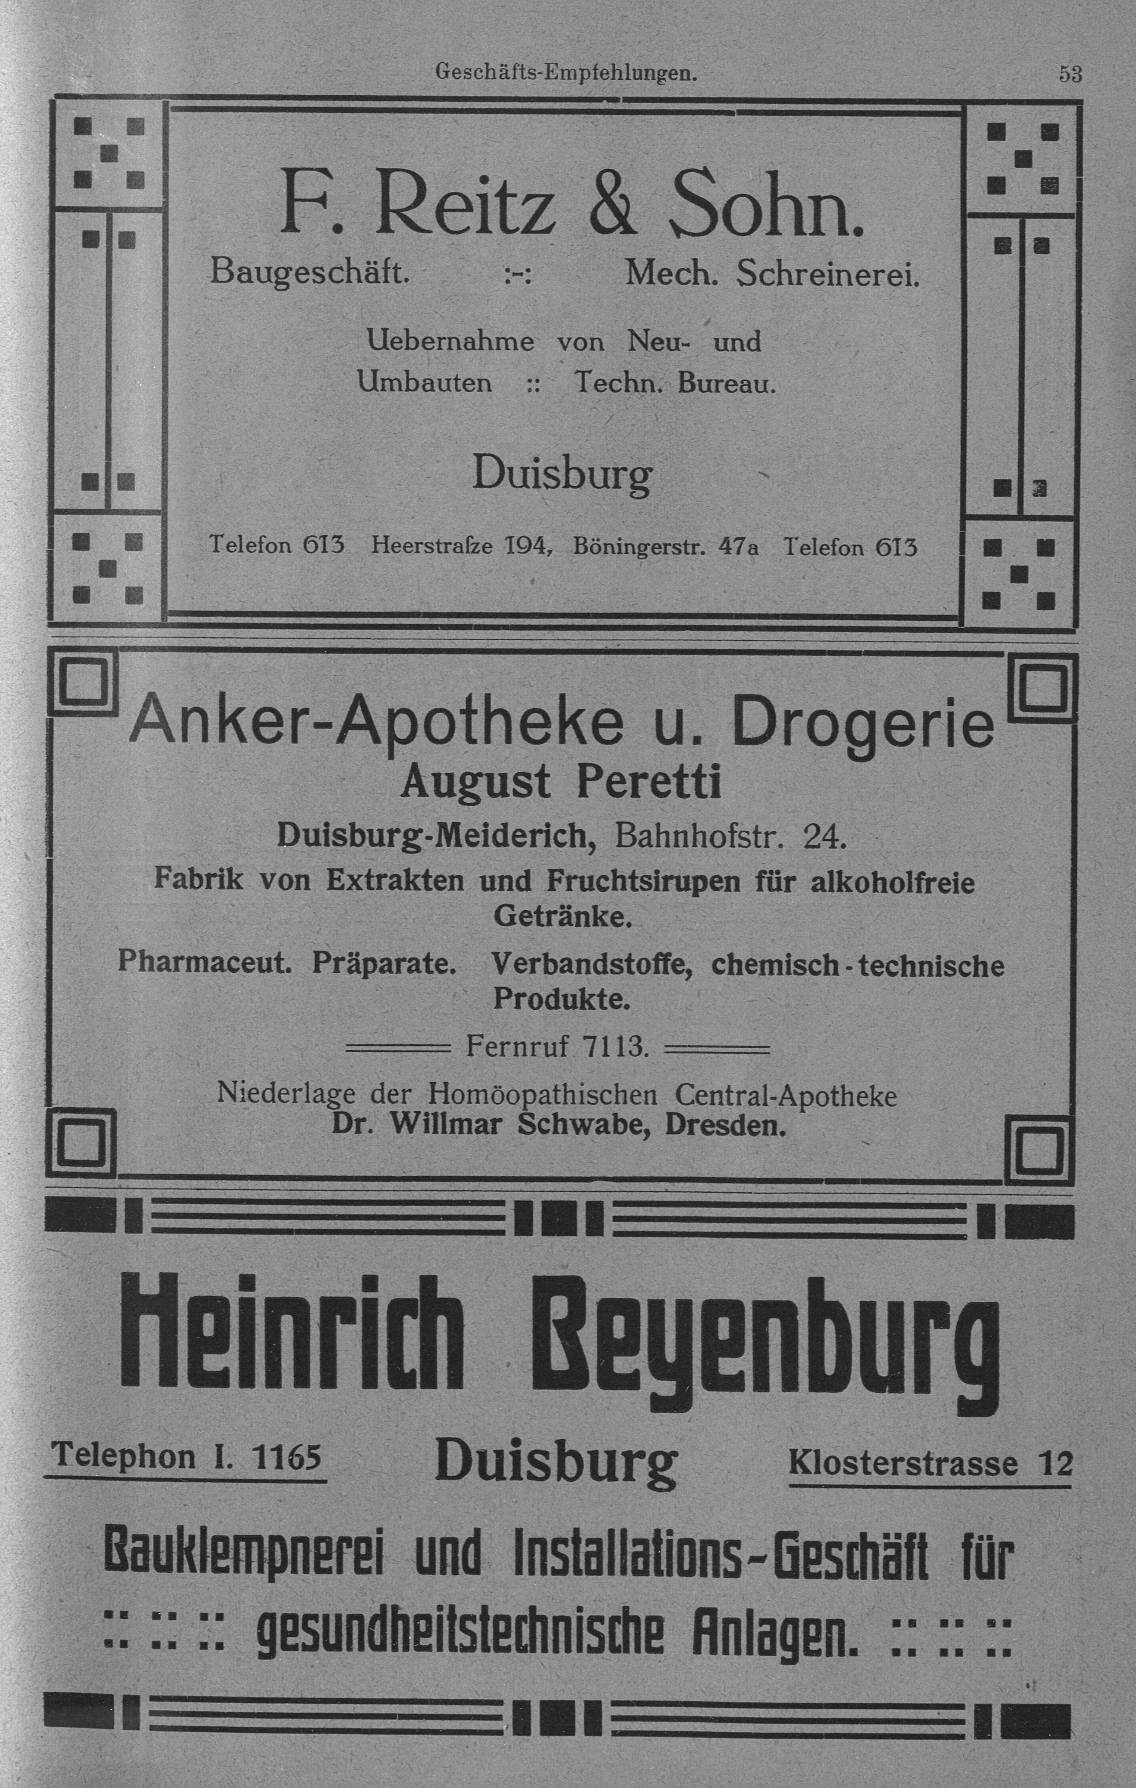 Geschäfts-Empfehlungen. 53
F. Reitz & Sohn.
Baugeschäft. :-: Mech. Schreinerei.
Uebernahme von Neu- und
Umbauten :: Techn. Bureau.
Duisburg
Telefon 613 Heerstraße 194, Böningerstr. 47a Telefon 613
Anker-Apotheke u. Drogerie
August Peretti
Duisburg-Meiderich, Bahnhofstr. 24.
Fabrik von Extrakten und Fruchtsirupen für alkoholfreie
Getränke.
Pharmaceut. Präparate. Verbandstoffe, chemisch-technische
Produkte.
Fernruf 7113.
Niederlage der Homöopathischen Central-Apotheke
Dr. Willmar Schwabe, Dresden.
Heinrich Beyenburg
Telephon I. 1165 Duisburg Klosterstrasse 12
Bauklempnerei und Installations-Geschäft für
:: :: :: gesundheitstechnische Anlagen. :: :: ::